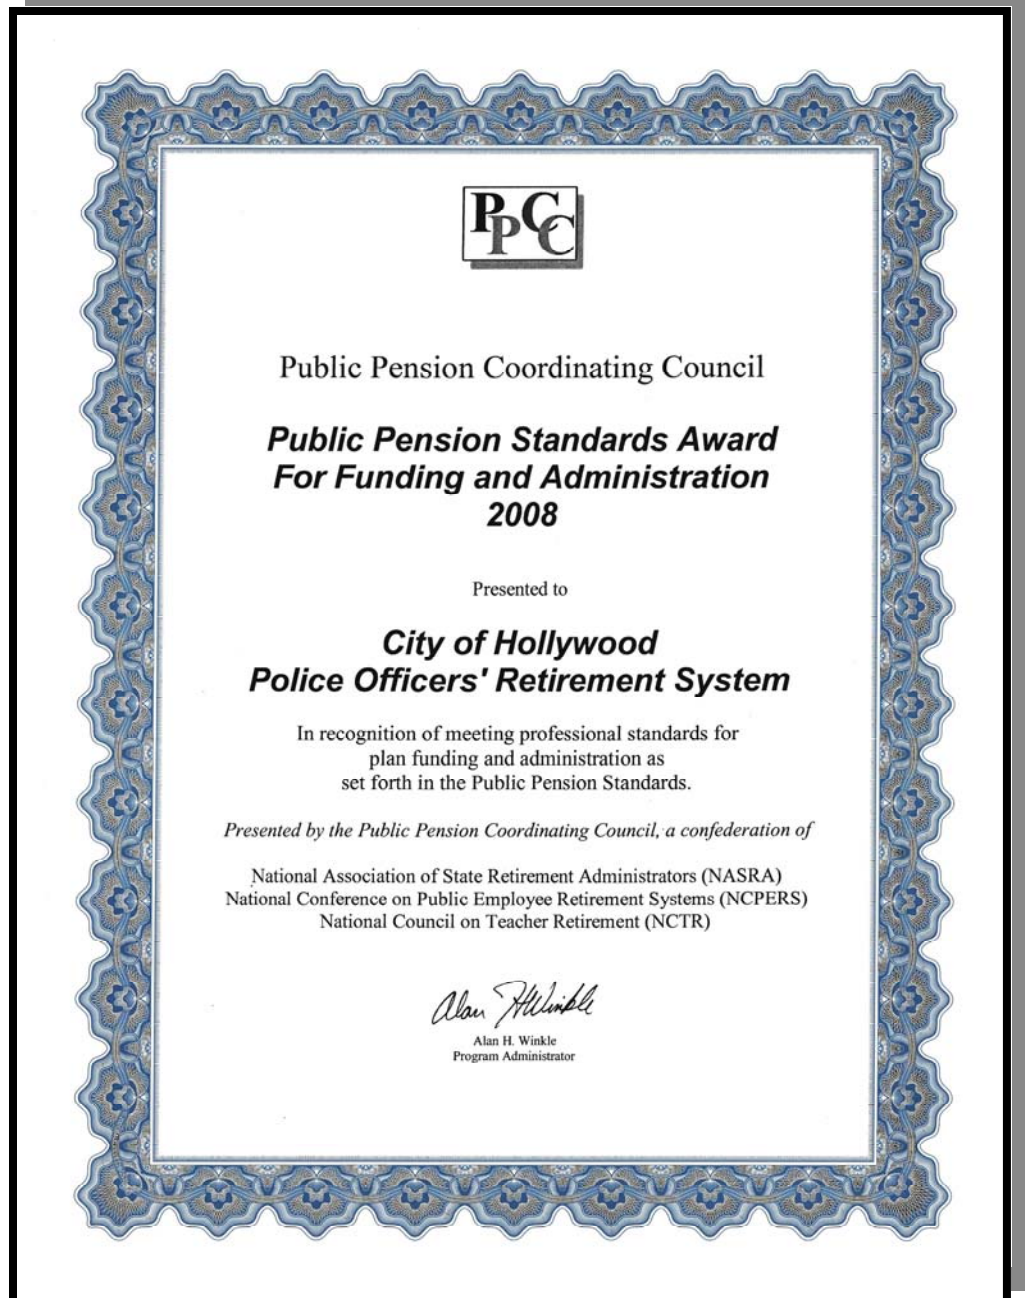 PPCC
Public Pension Coordinating Council
Public Pension Standards Award
For Funding and Administration
2008
Presented to
City of Hollywood
Police Officers' Retirement System
In recognition of meeting professional standards for
plan funding and administration as
set forth in the Public Pension Standards.
Presented by the Public Pension Coordinating Council, a confederation of
National Association of State Retirement Administrators (NASRA)
National Conference on Public Employee Retirement Systems (NCPERS)
National Council on Teacher Retirement (NCTR)
Alan H Winkle
Alan H. Winkle
Program Administrator